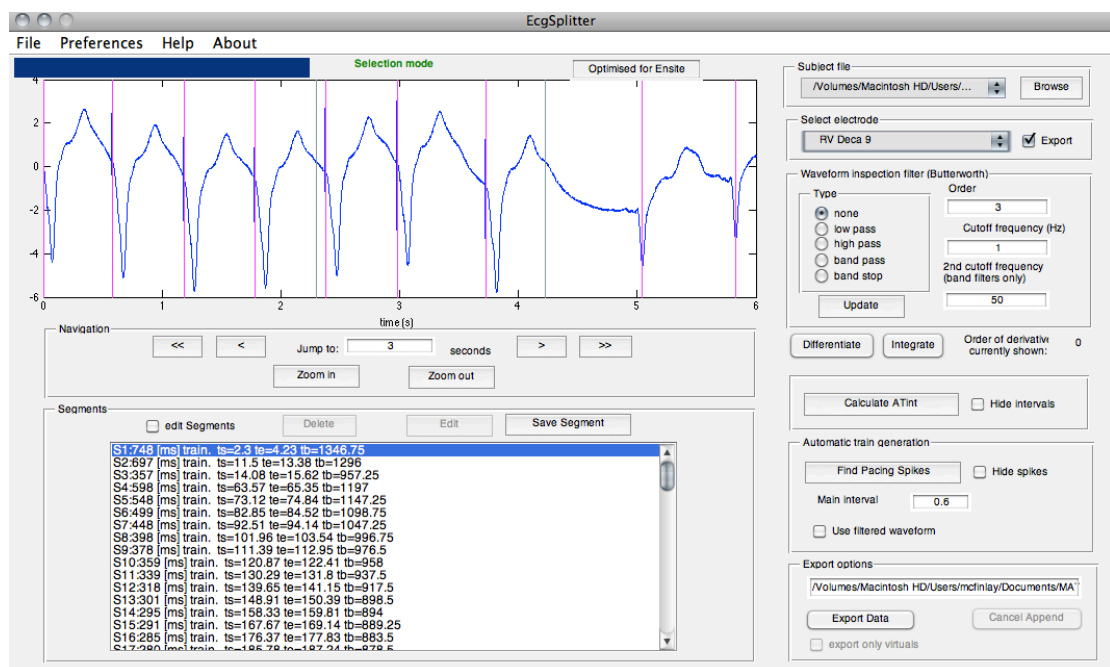 EcgSplitter
File Preferences Help About
Selection mode
Optimised for Ensite
4
2
0
-2
-4
-6
0 1 2 3 4 5 6
time (s)
Navigation
<< < Jump to: 3 seconds > >>
Zoom in Zoom out
Segments
edit Segments Delete Edit Save Segment
S1:748 [ms] train. ts=2.3 te=4.23 tb=1346.75
S2:697 [ms] train. ts=11.5 te=13.38 tb=1296
S3:357 [ms] train. ts=14.08 te=15.62 tb=957.25
S4:598 [ms] train. ts=63.57 te=65.35 tb=1197
S5:548 [ms] train. ts=73.12 te=74.84 tb=1147.25
S6:499 [ms] train. ts=82.85 te=84.52 tb=1098.75
S7:448 [ms] train. ts=92.51 te=94.14 tb=1047.25
S8:398 [ms] train. ts=101.96 te=103.54 tb=996.75
S9:378 [ms] train. ts=111.39 te=112.95 tb=976.5
S10:359 [ms] train. ts=120.87 te=122.41 tb=958
S11:339 [ms] train. ts=130.29 te=131.8 tb=937.5
S12:318 [ms] train. ts=139.65 te=141.15 tb=917.5
S13:301 [ms] train. ts=148.91 te=150.39 tb=898.5
S14:295 [ms] train. ts=158.33 te=159.81 tb=894
S15:291 [ms] train. ts=167.67 te=169.14 tb=889.25
S16:285 [ms] train. ts=176.37 te=177.83 tb=883.5
S17:280 [ms] train. ts=185.78 te=187.24 tb=878.5
Subject file
/Volumes/Macintosh HD/Users/... Browse
Select electrode
RV Deca 9 Export
Waveform inspection filter (Butterworth)
Type
none
low pass
high pass
band pass
band stop
Update
Order
3
Cutoff frequency (Hz)
1
2nd cutoff frequency
(band filters only)
50
Differentiate Integrate Order of derivative
currently shown: 0
Calculate ATint Hide intervals
Automatic train generation
Find Pacing Spikes Hide spikes
Main interval 0.6
Use filtered waveform
Export options
/Volumes/Macintosh HD/Users/mcfinlay/Documents/MAT
Export Data Cancel Append
export only virtuals